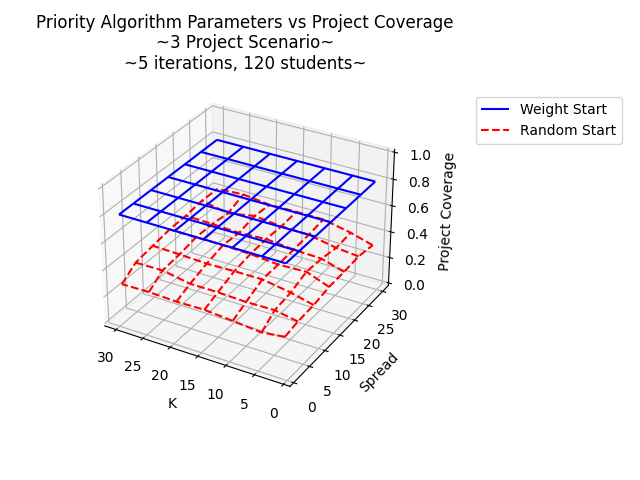 Priority Algorithm Parameters vs Project Coverage
~3 Project Scenario~
~5 iterations, 120 students~
Weight Start
Random Start
1.0
0.8
0.6
0.4
0.2
0.0
Project Coverage
30
25
20
15
10
5
0
Spread
30
25
20
15
10
5
0
K